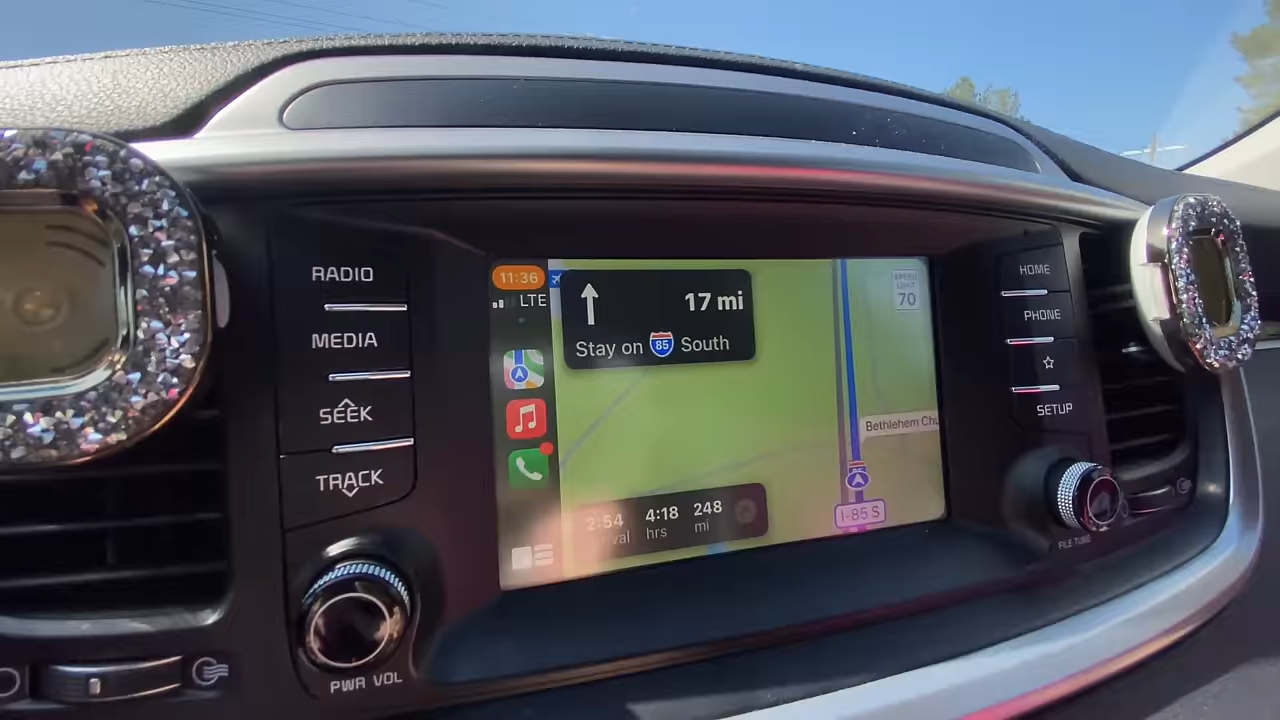 RADIO
MEDIA
SEEK
TRACK
PWR VOL
11:36
LTE
17 mi
Stay on 85 South
SPEED
LIMIT
70
Bethlehem Chu
I-85 S
2:54 4:18 248
hrs mi
HOME
PHONE
SETUP
FILE TUNE